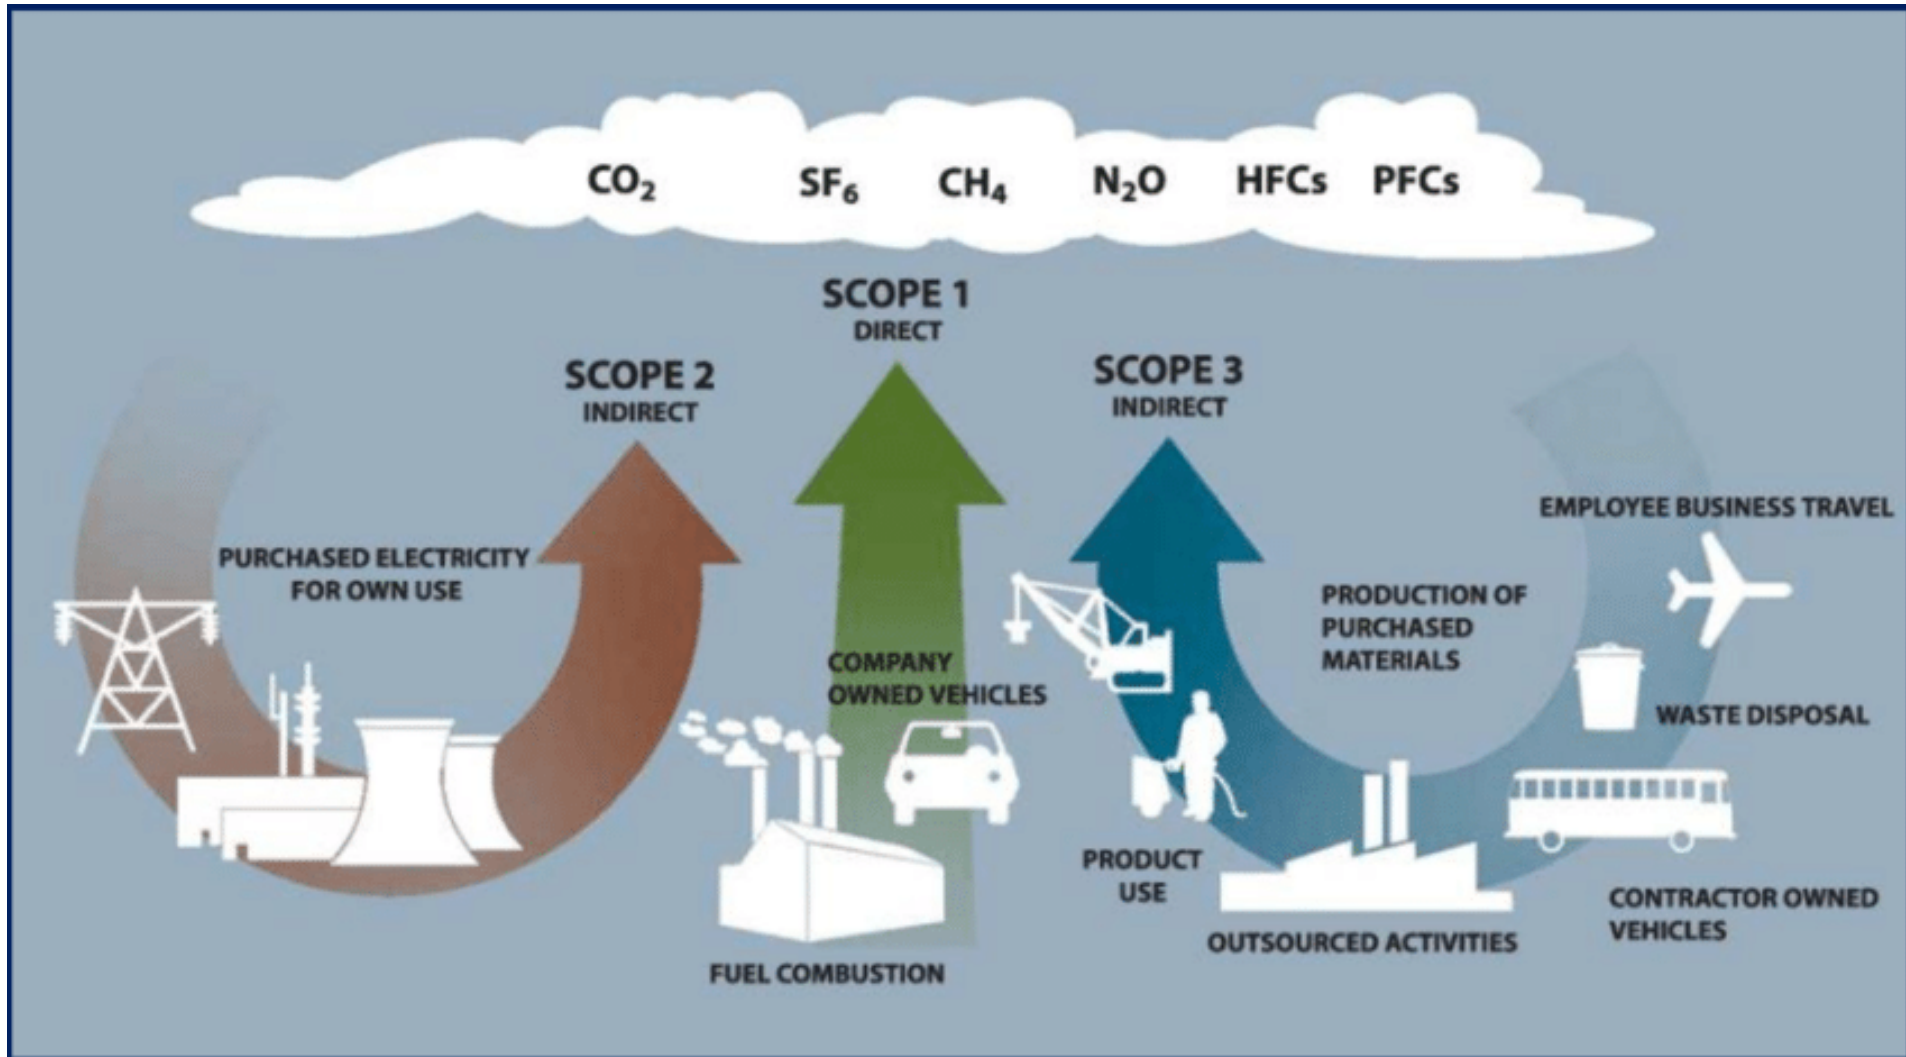 CO₂ SF₆ CH₄ N₂O HFCs PFCs
SCOPE 1
DIRECT
SCOPE 2
INDIRECT
SCOPE 3
INDIRECT
PURCHASED ELECTRICITY
FOR OWN USE
COMPANY
OWNED VEHICLES
FUEL COMBUSTION
EMPLOYEE BUSINESS TRAVEL
PRODUCTION OF
PURCHASED
MATERIALS
WASTE DISPOSAL
PRODUCT
USE
OUTSOURCED ACTIVITIES
CONTRACTOR OWNED
VEHICLES